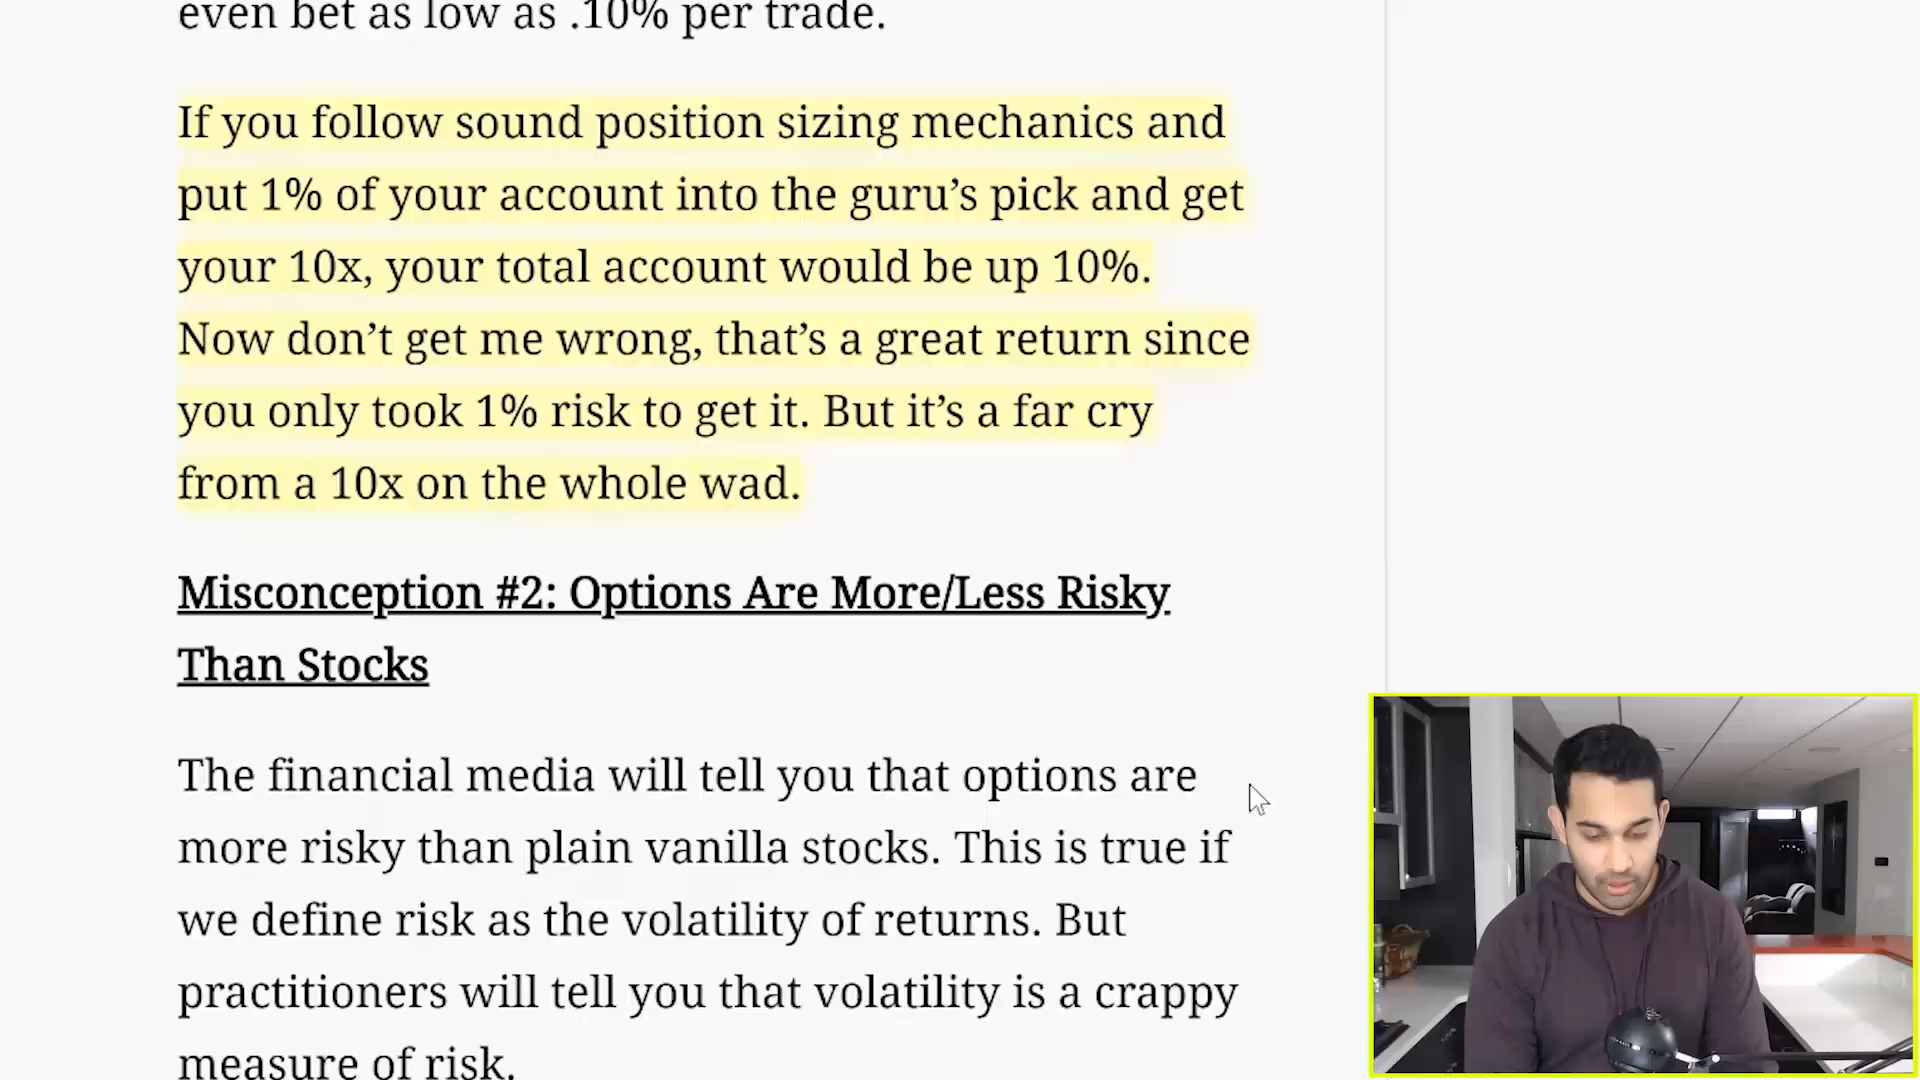 even bet as low as .10% per trade.
If you follow sound position sizing mechanics and
put 1% of your account into the guru’s pick and get
your 10x, your total account would be up 10%.
Now don’t get me wrong, that’s a great return since
you only took 1% risk to get it. But it’s a far cry
from a 10x on the whole wad.
Misconception #2: Options Are More/Less Risky
Than Stocks
The financial media will tell you that options are
more risky than plain vanilla stocks. This is true if
we define risk as the volatility of returns. But
practitioners will tell you that volatility is a crappy
measure of risk.